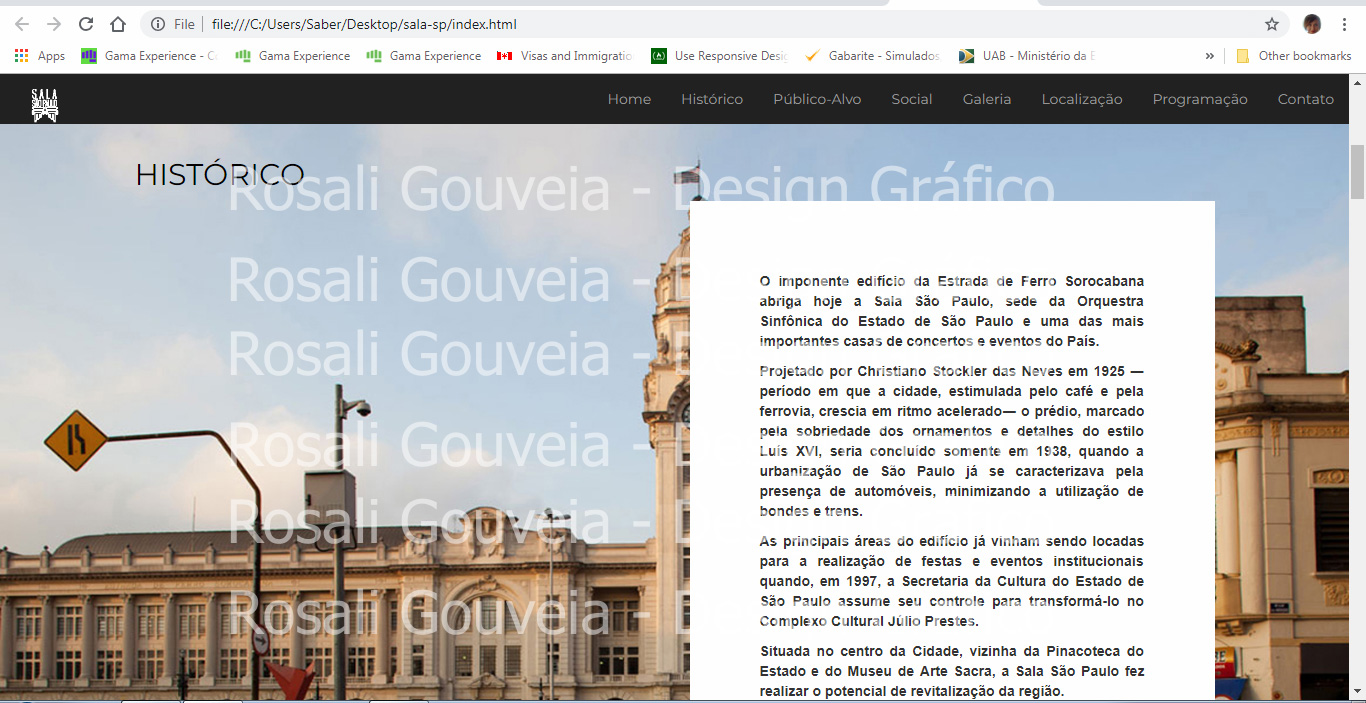 File file:///C:/Users/Saber/Desktop/sala-sp/index.html
Apps Gama Experience - C Gama Experience Gama Experience Visas and Immigratio Use Responsive Desi Gabarite - Simulados UAB - Ministério da E » Other bookmarks
SALA
SÃO PAULO
Home Histórico Público-Alvo Social Galeria Localização Programação Contato
HISTÓRICO
Rosali Gouveia - Design Gráfico
Rosali Gouveia - D
Rosali Gouveia - D
Rosali Gouveia - D
Rosali Gouveia - D
Rosali Gouveia - D
O imponente edifício da Estrada de Ferro Sorocabana
abriga hoje a Sala São Paulo, sede da Orquestra
Sinfônica do Estado de São Paulo e uma das mais
importantes casas de concertos e eventos do País.
Projetado por Christiano Stockler das Neves em 1925 —
período em que a cidade, estimulada pelo café e pela
ferrovia, crescia em ritmo acelerado— o prédio, marcado
pela sobriedade dos ornamentos e detalhes do estilo
Luís XVI, seria concluído somente em 1938, quando a
urbanização de São Paulo já se caracterizava pela
presença de automóveis, minimizando a utilização de
bondes e trens.
As principais áreas do edifício já vinham sendo locadas
para a realização de festas e eventos institucionais
quando, em 1997, a Secretaria da Cultura do Estado de
São Paulo assume seu controle para transformá-lo no
Complexo Cultural Júlio Prestes.
Situada no centro da Cidade, vizinha da Pinacoteca do
Estado e do Museu de Arte Sacra, a Sala São Paulo fez
realizar o potencial de revitalização da região.